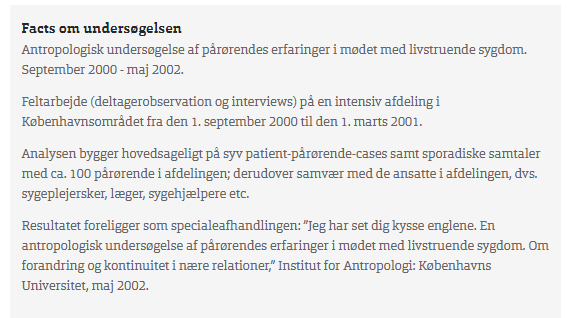 Facts om undersøgelsen
Antropologisk undersøgelse af pårørendes erfaringer i mødet med livstruende sygdom.
September 2000 - maj 2002.
Feltarbejde (deltagerobservation og interviews) på en intensiv afdeling i
Københavnsområdet fra den 1. september 2000 til den 1. marts 2001.
Analysen bygger hovedsageligt på syv patient-pårørende-cases samt sporadiske samtaler
med ca. 100 pårørende i afdelingen; derudover samvær med de ansatte i afdelingen, dvs.
sygeplejersker, læger, sygehjælpere etc.
Resultatet foreligger som specialeafhandlingen: ”Jeg har set dig kysse englene. En
antropologisk undersøgelse af pårørendes erfaringer i mødet med livstruende sygdom. Om
forandring og kontinuitet i nære relationer,” Institut for Antropologi: Københavns
Universitet, maj 2002.